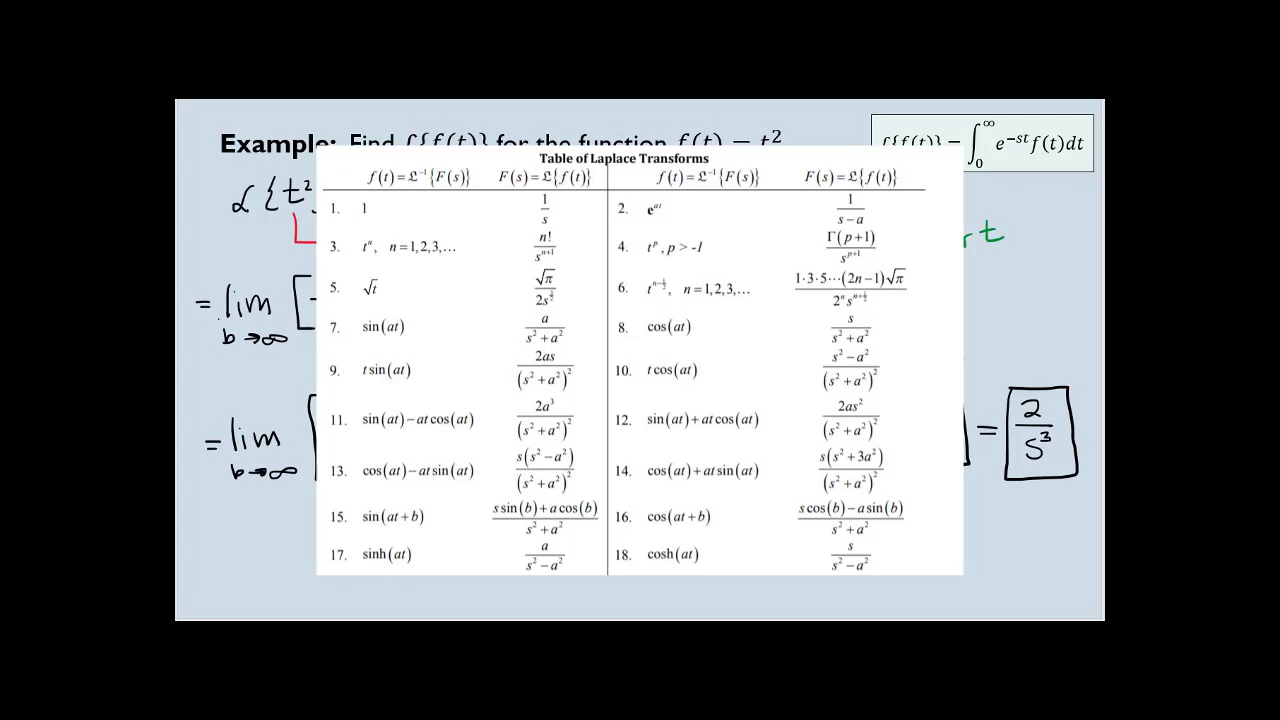 Example: Find ℒ{f(t)} for the function f(t) = t²
ℒ{f(t)} = ∫₀^∞ e^(−st) f(t)dt
ℒ{t²}
t
= lim [−
b→∞
= lim
b→∞
= 2/s³
Table of Laplace Transforms
f(t) = 𝔏⁻¹{F(s)} F(s) = 𝔏{f(t)} f(t) = 𝔏⁻¹{F(s)} F(s) = 𝔏{f(t)}
1. 1 1/s 2. e^(at) 1/(s−a)
3. tⁿ, n = 1,2,3,… n!/s^(n+1) 4. t^p, p > -1 Γ(p+1)/s^(p+1)
5. √t √π/(2s^(3/2)) 6. t^(n−1/2), n = 1,2,3,… 1·3·5···(2n−1)√π/(2ⁿ s^(n+1/2))
7. sin(at) a/(s²+a²) 8. cos(at) s/(s²+a²)
9. t sin(at) 2as/(s²+a²)² 10. t cos(at) (s²−a²)/(s²+a²)²
11. sin(at) − at cos(at) 2a³/(s²+a²)² 12. sin(at) + at cos(at) 2as²/(s²+a²)²
13. cos(at) − at sin(at) s(s²−a²)/(s²+a²)² 14. cos(at) + at sin(at) s(s²+3a²)/(s²+a²)²
15. sin(at+b) (s sin(b) + a cos(b))/(s²+a²) 16. cos(at+b) (s cos(b) − a sin(b))/(s²+a²)
17. sinh(at) a/(s²−a²) 18. cosh(at) s/(s²−a²)